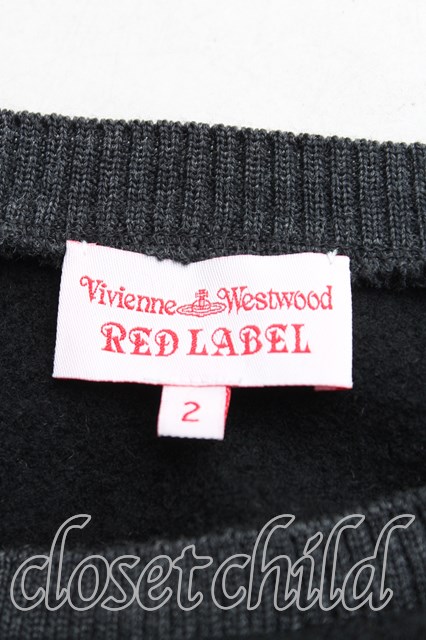 Vivienne Westwood
RED LABEL
2
closet child